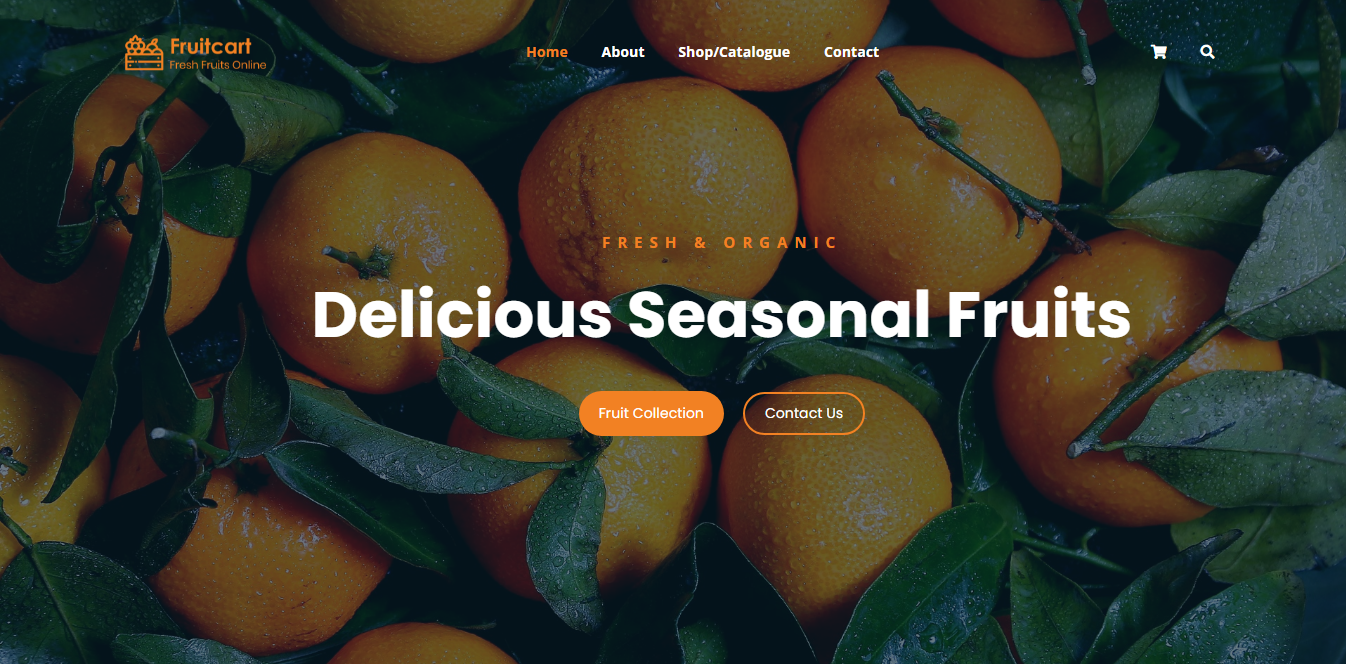 Fruitcart
Fresh Fruits Online
Home About Shop/Catalogue Contact
FRESH & ORGANIC
Delicious Seasonal Fruits
Fruit Collection Contact Us